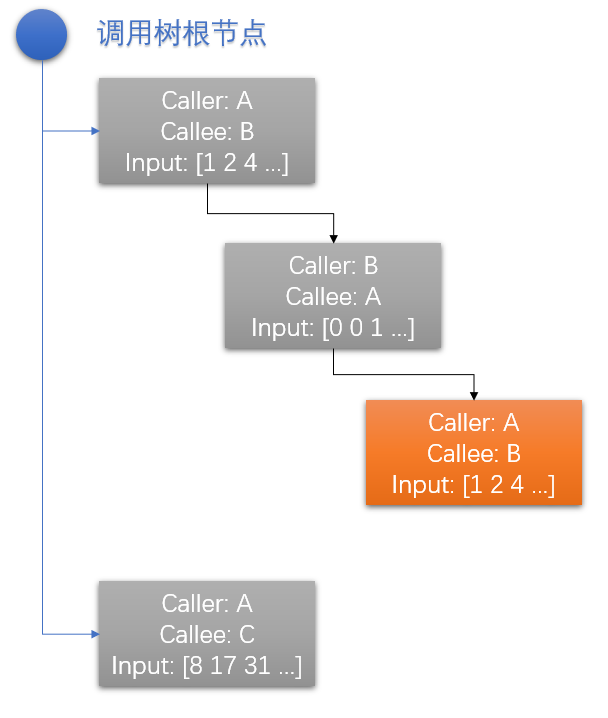 调用树根节点
Caller: A
Callee: B
Input: [1 2 4 ...]
Caller: B
Callee: A
Input: [0 0 1 ...]
Caller: A
Callee: B
Input: [1 2 4 ...]
Caller: A
Callee: C
Input: [8 17 31 ...]